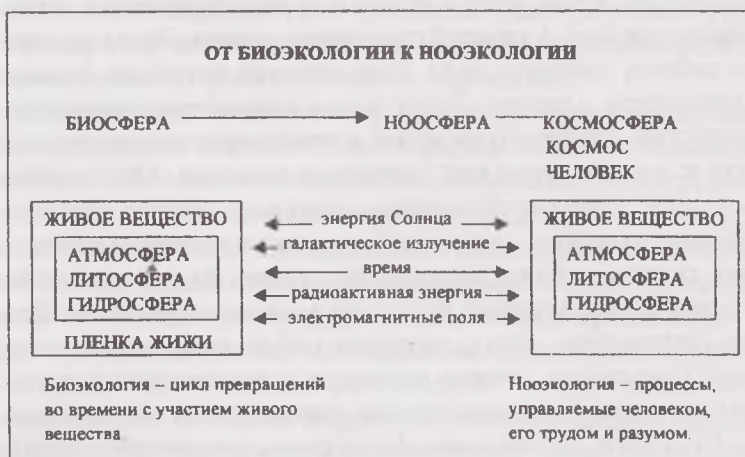 ОТ БИОЭКОЛОГИИ К НООЭКОЛОГИИ
БИОСФЕРА НООСФЕРА КОСМОСФЕРА
КОСМОС
ЧЕЛОВЕК
ЖИВОЕ ВЕЩЕСТВО
АТМОСФЕРА
ЛИТОСФЕРА
ГИДРОСФЕРА
ПЛЕНКА ЖИЖИ
энергия Солнца
галактическое излучение
время
радиоактивная энергия
электромагнитные поля
ЖИВОЕ ВЕЩЕСТВО
АТМОСФЕРА
ЛИТОСФЕРА
ГИДРОСФЕРА
Биоэкология – цикл превращений
во времени с участием живого
вещества
Нооэкология – процессы,
управляемые человеком,
его трудом и разумом.